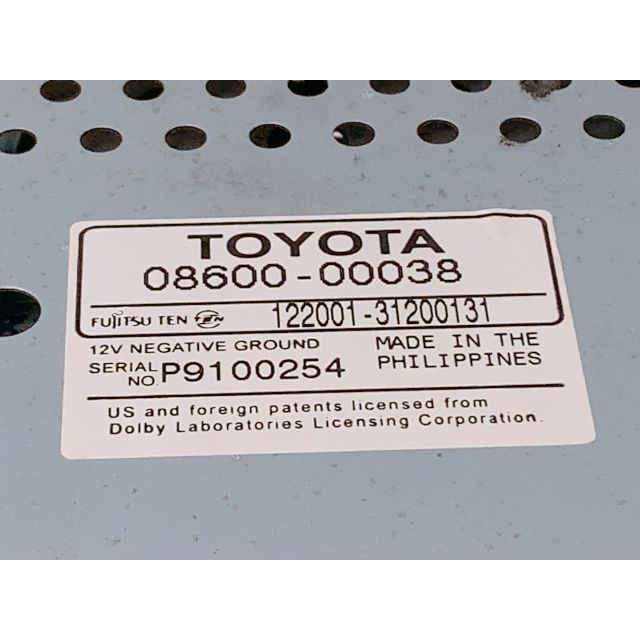 TOYOTA
08600-00038
FUJITSU TEN TEN 122001-31200131
12V NEGATIVE GROUND MADE IN THE
PHILIPPINES
SERIAL NO. P9100254
US and foreign patents licensed from
Dolby Laboratories Licensing Corporation.